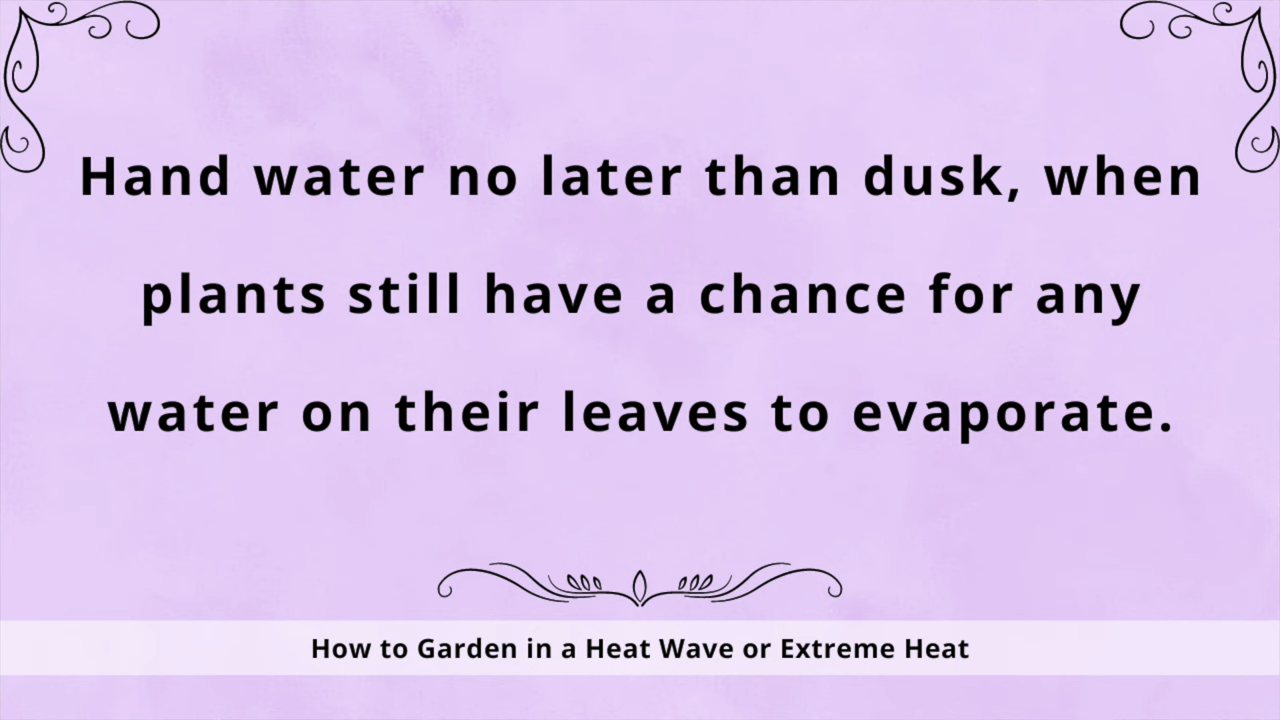 Hand water no later than dusk, when
plants still have a chance for any
water on their leaves to evaporate.
How to Garden in a Heat Wave or Extreme Heat